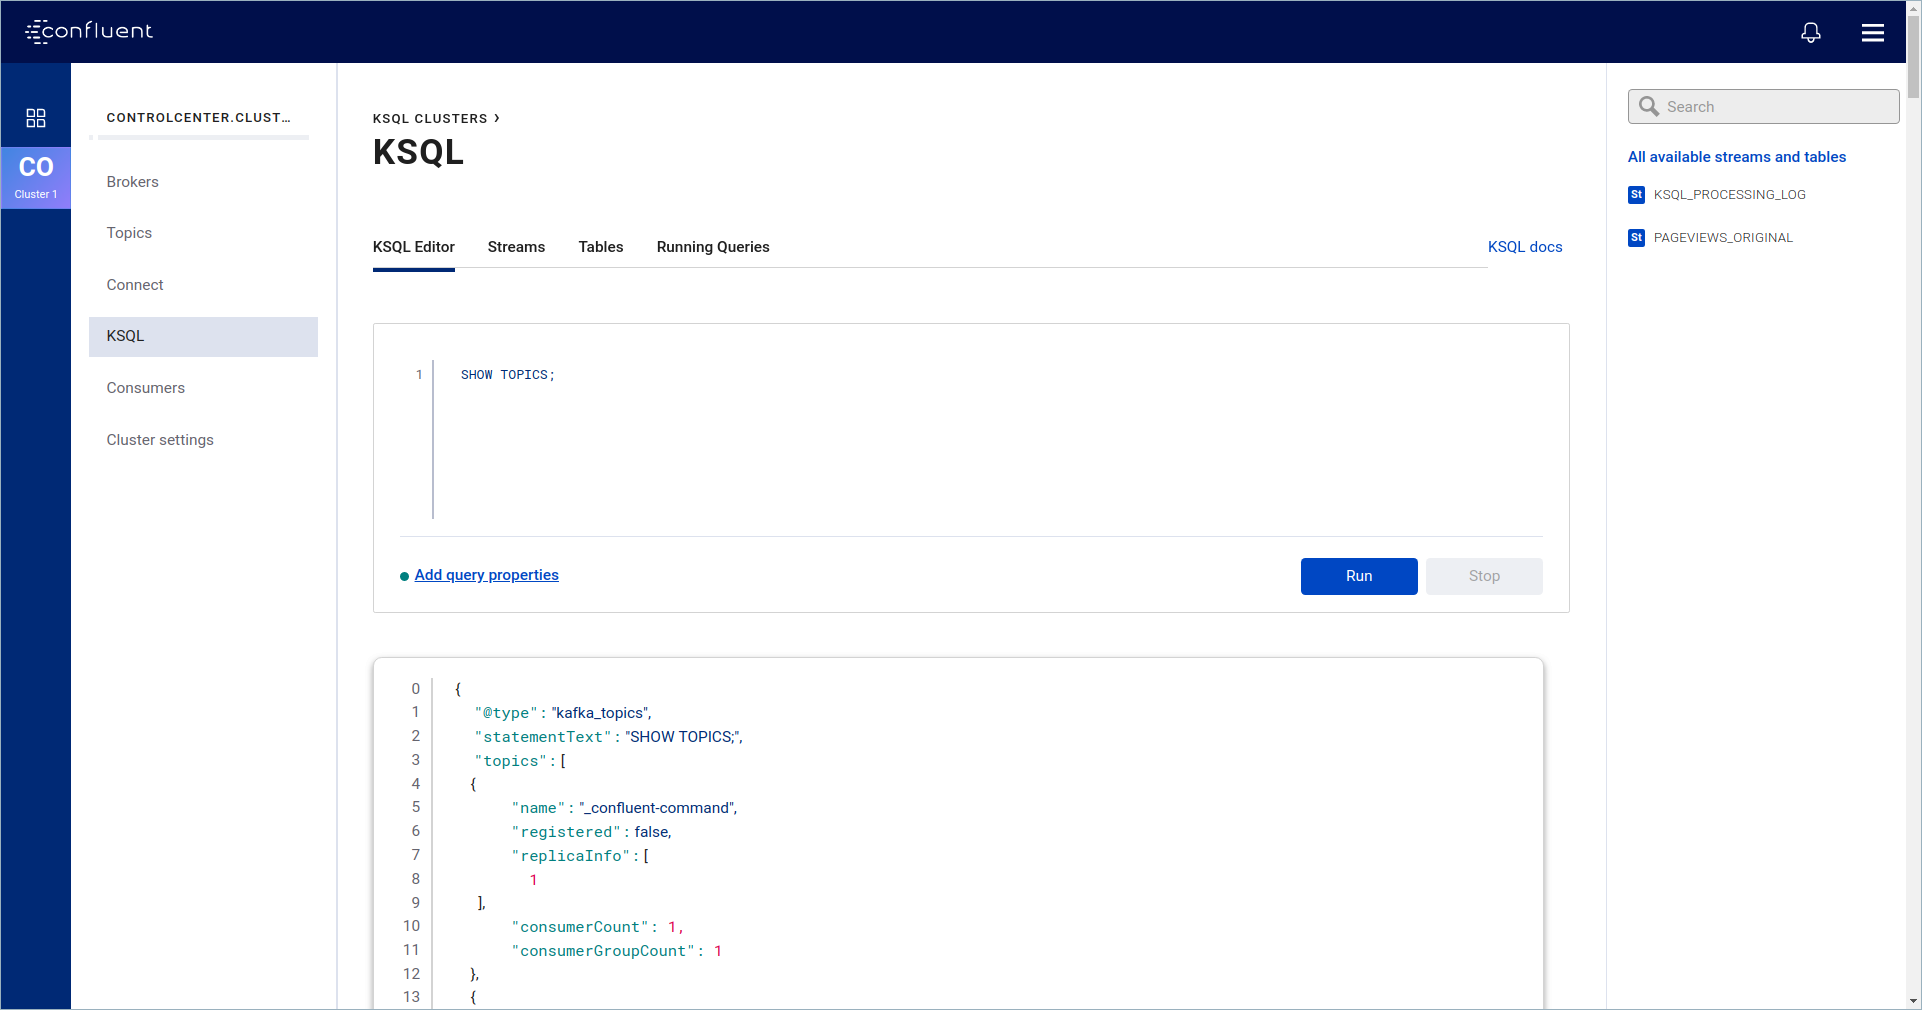 confluent
CO
Cluster 1
CONTROLCENTER.CLUST...
Brokers
Topics
Connect
KSQL
Consumers
Cluster settings
KSQL CLUSTERS ›
KSQL
KSQL Editor Streams Tables Running Queries KSQL docs
1 SHOW TOPICS;
Add query properties Run Stop
0 {
1 "@type": "kafka_topics",
2 "statementText": "SHOW TOPICS;",
3 "topics": [
4 {
5 "name": "_confluent-command",
6 "registered": false,
7 "replicaInfo": [
8 1
9 ],
10 "consumerCount": 1,
11 "consumerGroupCount": 1
12 },
13 {
Search
All available streams and tables
St KSQL_PROCESSING_LOG
St PAGEVIEWS_ORIGINAL